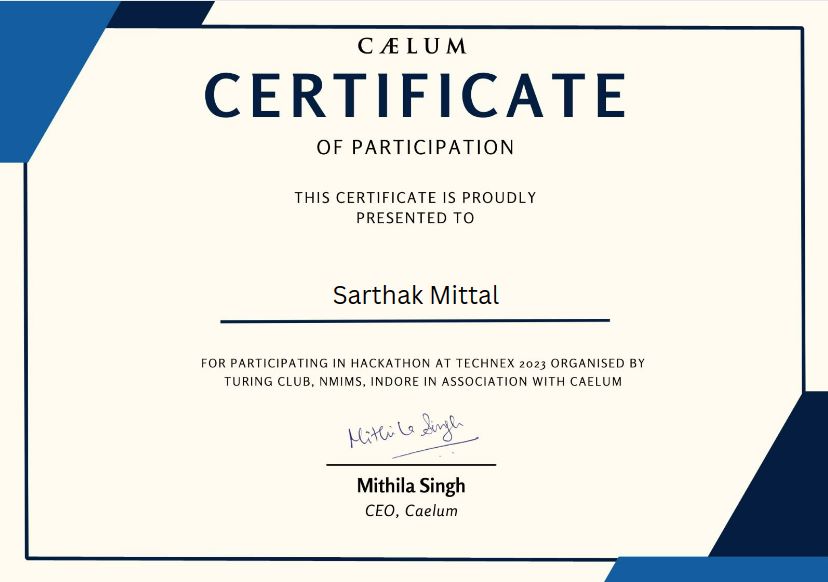 CÆLUM
CERTIFICATE
OF PARTICIPATION
THIS CERTIFICATE IS PROUDLY
PRESENTED TO
Sarthak Mittal
FOR PARTICIPATING IN HACKATHON AT TECHNEX 2023 ORGANISED BY
TURING CLUB, NMIMS, INDORE IN ASSOCIATION WITH CAELUM
Mithila Singh
Mithila Singh
CEO, Caelum